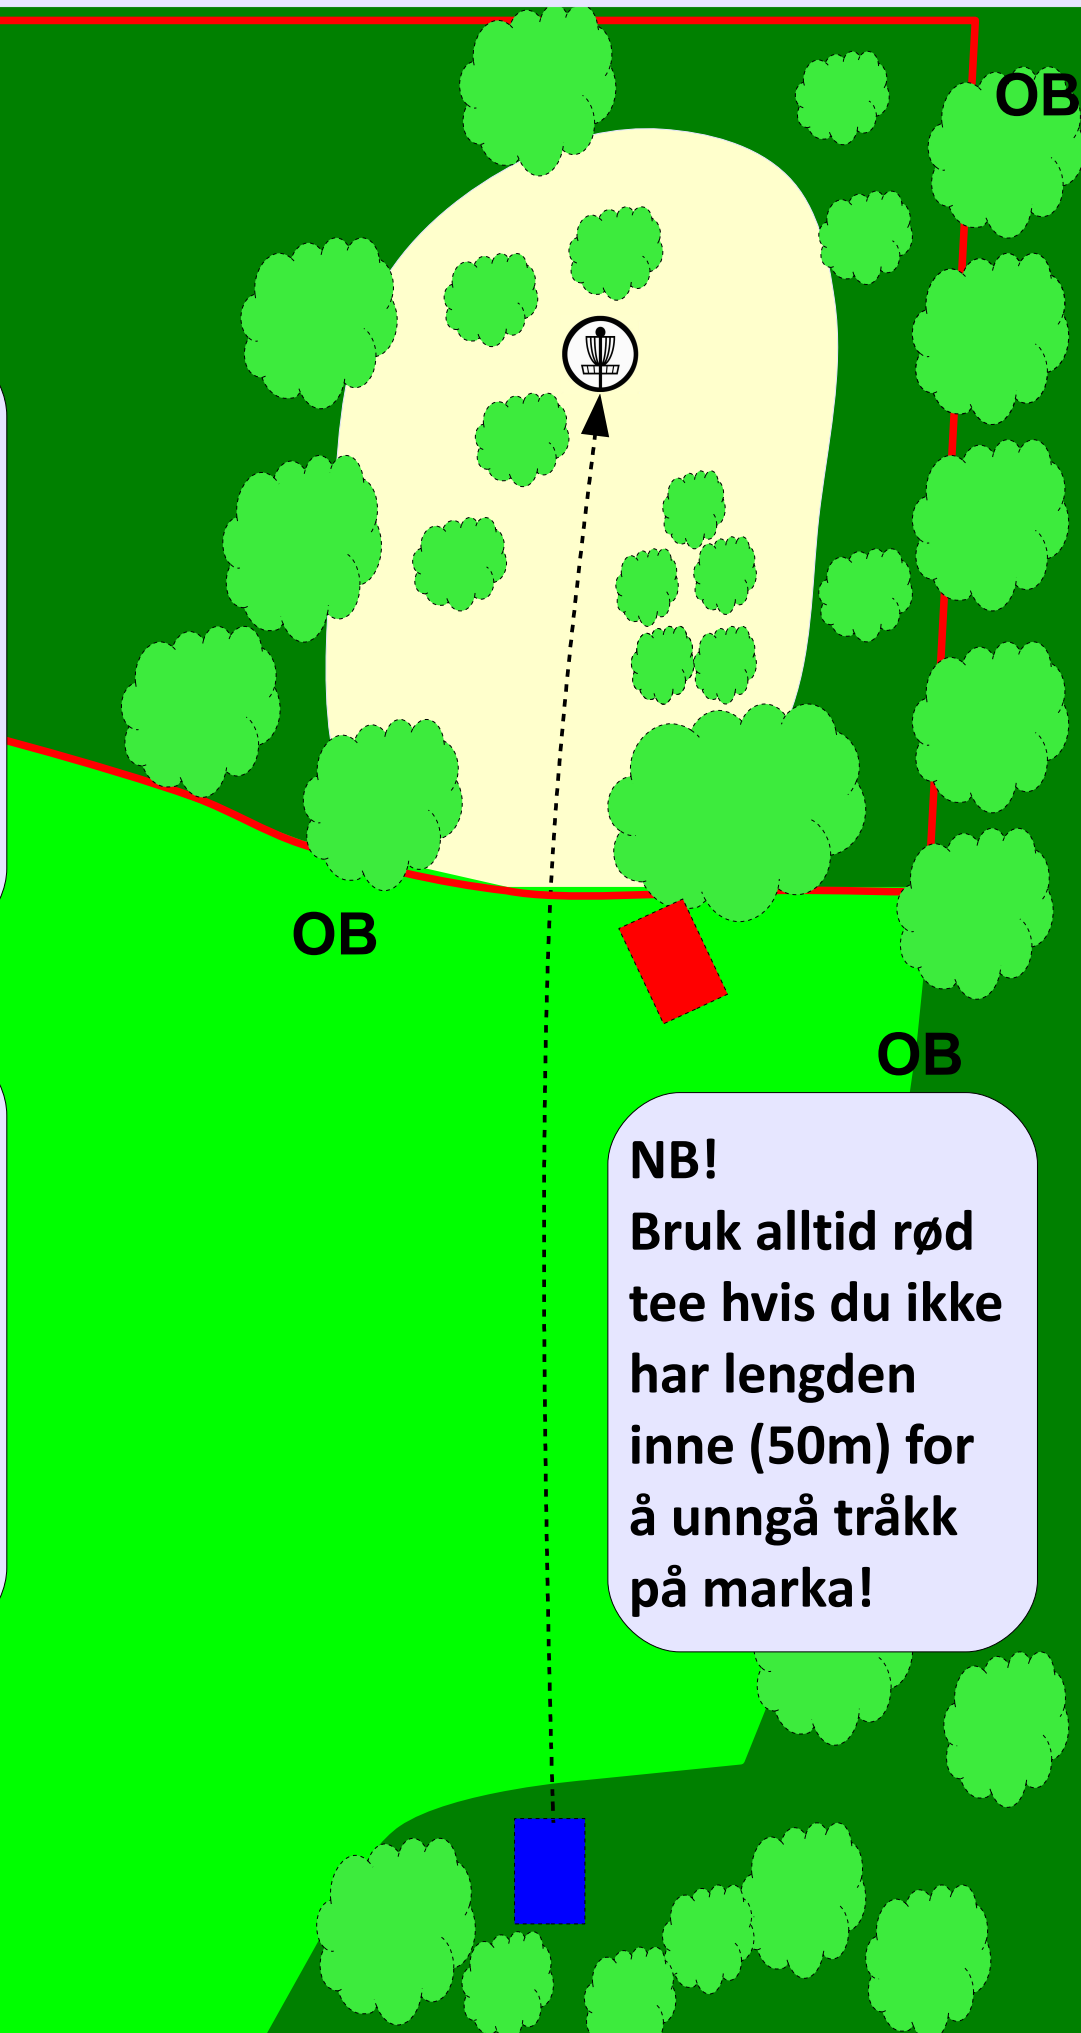 OB
OB
OB
NB!
Bruk alltid rød
tee hvis du ikke
har lengden
inne (50m) for
å unngå tråkk
på marka!